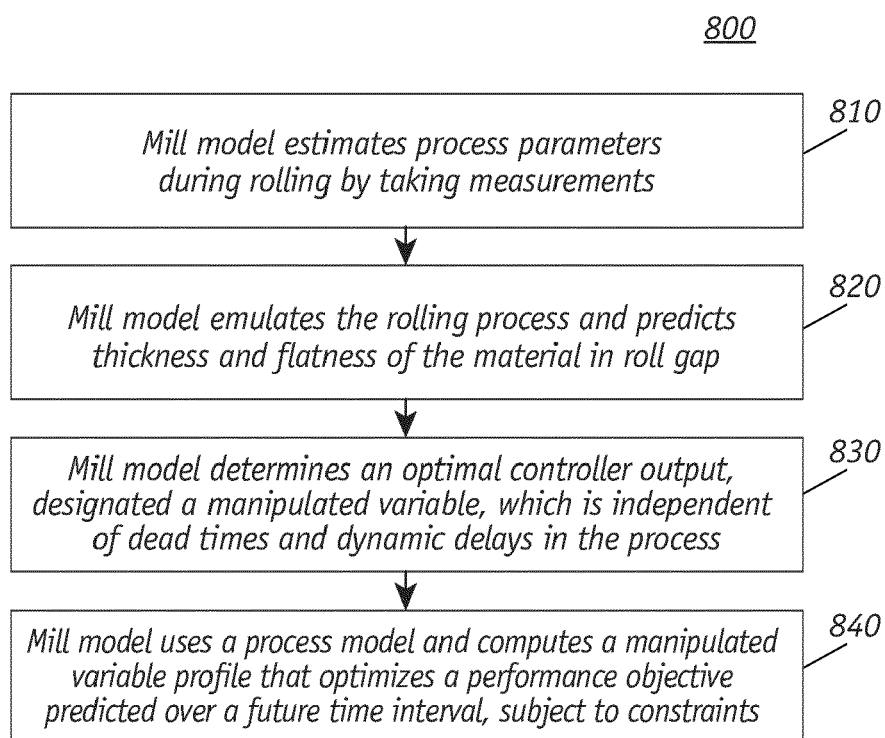 800
810
Mill model estimates process parameters
during rolling by taking measurements
820
Mill model emulates the rolling process and predicts
thickness and flatness of the material in roll gap
830
Mill model determines an optimal controller output,
designated a manipulated variable, which is independent
of dead times and dynamic delays in the process
840
Mill model uses a process model and computes a manipulated
variable profile that optimizes a performance objective
predicted over a future time interval, subject to constraints